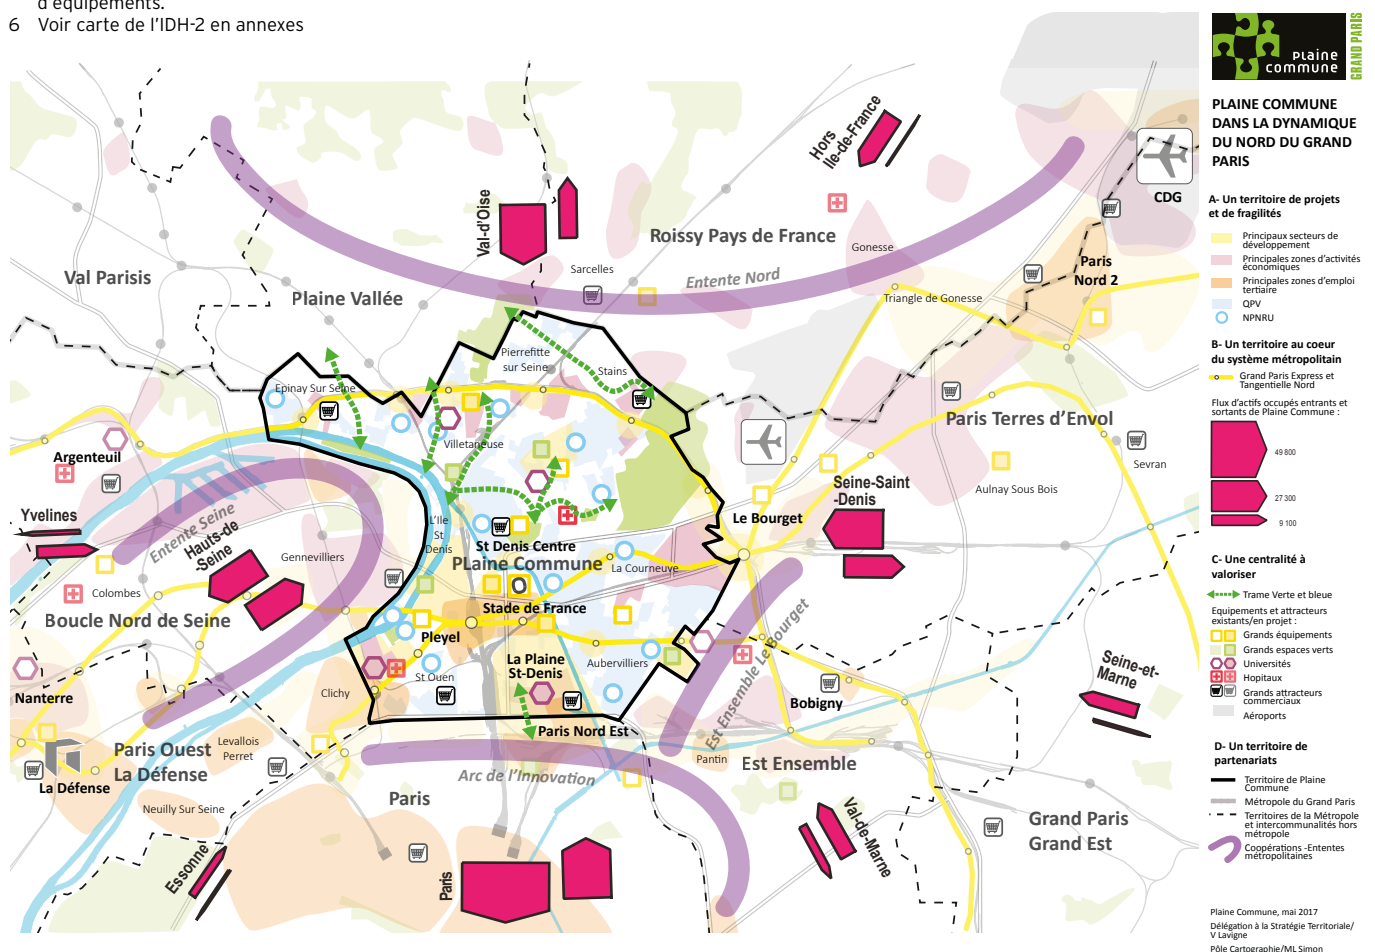 d'équipements.
6 Voir carte de l'IDH-2 en annexes
plaine
commune
GRAND PARIS
PLAINE COMMUNE
DANS LA DYNAMIQUE
DU NORD DU GRAND
PARIS
A- Un territoire de projets
et de fragilités
Principaux secteurs de
développement
Principales zones d'activités
économiques
Principales zones d'emploi
tertiaire
QPV
NPNRU
B- Un territoire au coeur
du système métropolitain
Grand Paris Express et
Tangentielle Nord
Flux d'actifs occupés entrants et
sortants de Plaine Commune :
49 800
27 300
9 100
C- Une centralité à
valoriser
Trame Verte et bleue
Equipements et attracteurs
existants/en projet :
Grands équipements
Grands espaces verts
Universités
Hopitaux
Grands attracteurs
commerciaux
Aéroports
D- Un territoire de
partenariats
Territoire de Plaine
Commune
Métropole du Grand Paris
Territoires de la Métropole
et intercommunalités hors
métropole
Coopérations -Ententes
métropolitaines
Plaine Commune, mai 2017
Délégation à la Stratégie Territoriale/
V Lavigne
Pôle Cartographie/ML Simon
Hors
Ile-de-France
CDG
Val-d'Oise
Roissy Pays de France
Gonesse
Paris
Nord 2
Val Parisis
Sarcelles
Entente Nord
Plaine Vallée
Triangle de Gonesse
Pierrefitte
sur Seine
Stains
Epinay Sur Seine
Paris Terres d'Envol
Villetaneuse
Argenteuil
Sevran
Aulnay Sous Bois
Seine-Saint
-Denis
Yvelines
Entente Seine
Hauts-de
-Seine
L'Ile
St
Denis
Le Bourget
St Denis Centre
Gennevilliers
PLaine Commune
La Courneuve
Colombes
Stade de France
Boucle Nord de Seine
Pleyel
Est Ensemble Le Bourget
La Plaine
St-Denis
Aubervilliers
Seine-et-
Marne
St Ouen
Nanterre
Clichy
Bobigny
Paris Nord Est
Levallois
Perret
Paris Ouest
La Défense
Pantin
Est Ensemble
Arc de l'Innovation
La Défense
Paris
Neuilly Sur Seine
Val-de-Marne
Grand Paris
Grand Est
Essonne
Paris